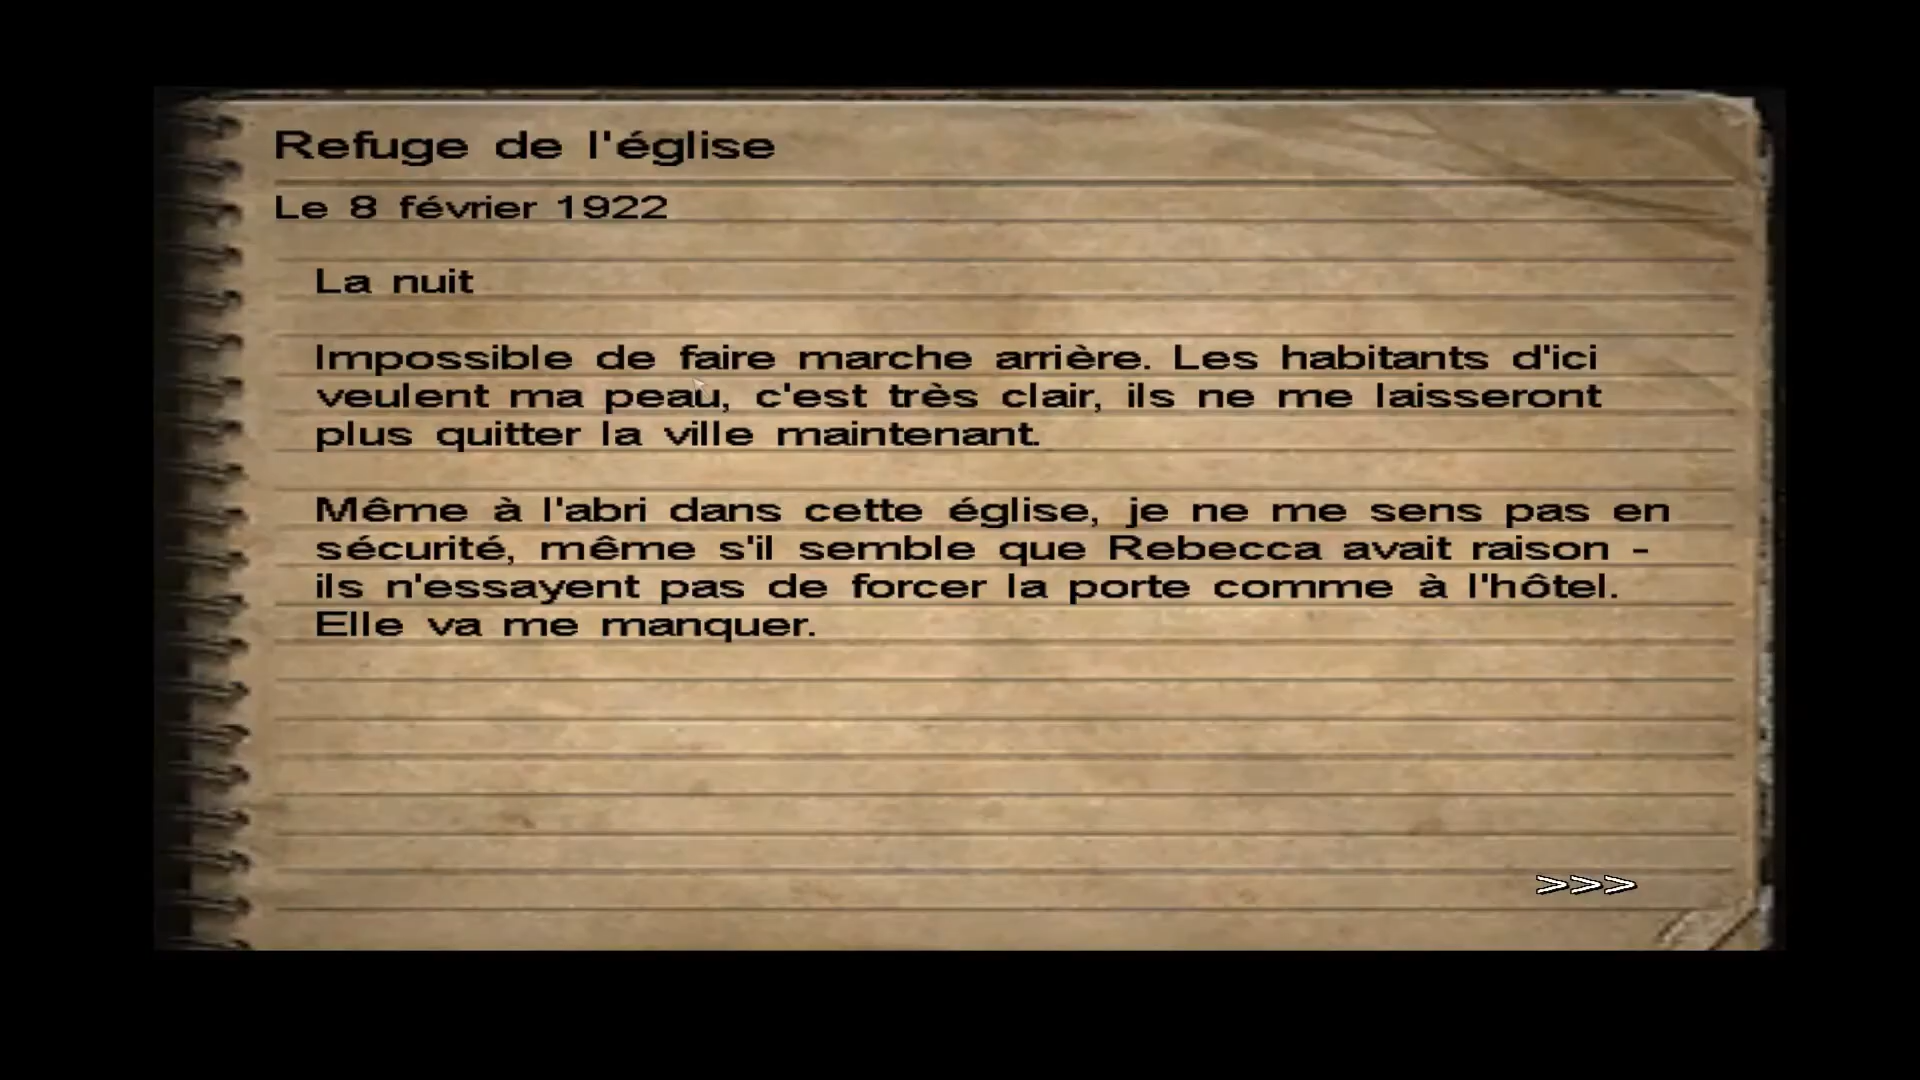 Refuge de l'église
Le 8 février 1922
La nuit
Impossible de faire marche arrière. Les habitants d'ici
veulent ma peau, c'est très clair, ils ne me laisseront
plus quitter la ville maintenant.
Même à l'abri dans cette église, je ne me sens pas en
sécurité, même s'il semble que Rebecca avait raison -
ils n'essayent pas de forcer la porte comme à l'hôtel.
Elle va me manquer.
>>>